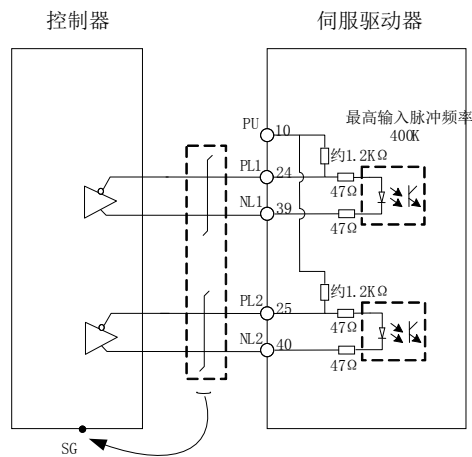 控制器
伺服驱动器
最高输入脉冲频率
400K
PU
10
约1.2KΩ
PL1
24
47Ω
NL1
39
47Ω
约1.2KΩ
PL2
25
47Ω
NL2
40
47Ω
SG